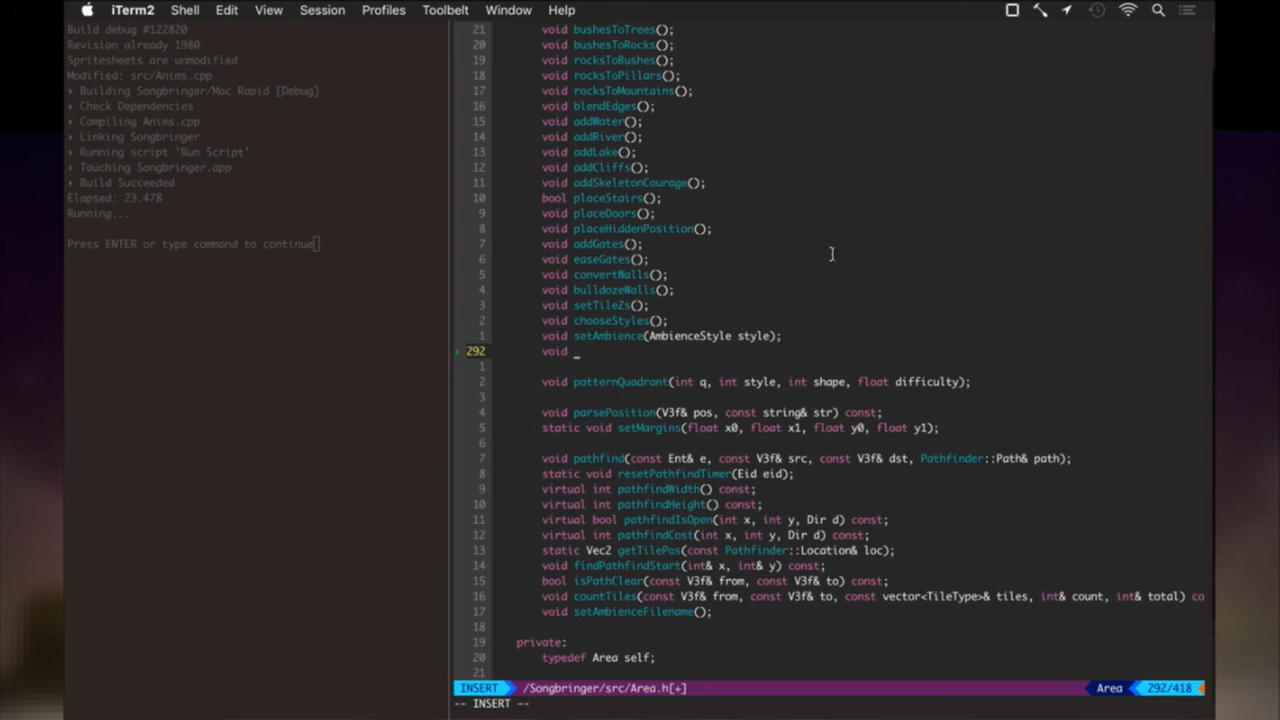 iTerm2 Shell Edit View Session Profiles Toolbelt Window Help
Build debug #122820
Revision already 1980
Spritesheets are unmodified
Modified: src/Anims.cpp
▸ Building Songbringer/Mac Rapid [Debug]
▸ Check Dependencies
▸ Compiling Anims.cpp
▸ Linking Songbringer
▸ Running script 'Run Script'
▸ Touching Songbringer.app
▸ Build Succeeded
Elapsed: 23.478
Running...
Press ENTER or type command to continue
21 void bushesToTrees();
20 void bushesToRocks();
19 void rocksToBushes();
18 void rocksToPillars();
17 void rocksToMountains();
16 void blendEdges();
15 void addWater();
14 void addRiver();
13 void addLake();
12 void addCliffs();
11 void addSkeletonCourage();
10 bool placeStairs();
9 void placeDoors();
8 void placeHiddenPosition();
7 void addGates();
6 void easeGates();
5 void convertWalls();
4 void bulldozeWalls();
3 void setTileZs();
2 void chooseStyles();
1 void setAmbience(AmbienceStyle style);
+ 292 void _
1
2 void patternQuadrant(int q, int style, int shape, float difficulty);
3
4 void parsePosition(V3f& pos, const string& str) const;
5 static void setMargins(float x0, float x1, float y0, float y1);
6
7 void pathfind(const Ent& e, const V3f& src, const V3f& dst, Pathfinder::Path& path);
8 static void resetPathfindTimer(Eid eid);
9 virtual int pathfindWidth() const;
10 virtual int pathfindHeight() const;
11 virtual bool pathfindIsOpen(int x, int y, Dir d) const;
12 virtual int pathfindCost(int x, int y, Dir d) const;
13 static Vec2 getTilePos(const Pathfinder::Location& loc);
14 void findPathfindStart(int& x, int& y) const;
15 bool isPathClear(const V3f& from, const V3f& to) const;
16 void countTiles(const V3f& from, const V3f& to, const vector<TileType>& tiles, int& count, int& total) co
17 void setAmbienceFilename();
18
19 private:
20 typedef Area self;
21
INSERT /Songbringer/src/Area.h[+] Area 292/418
-- INSERT --